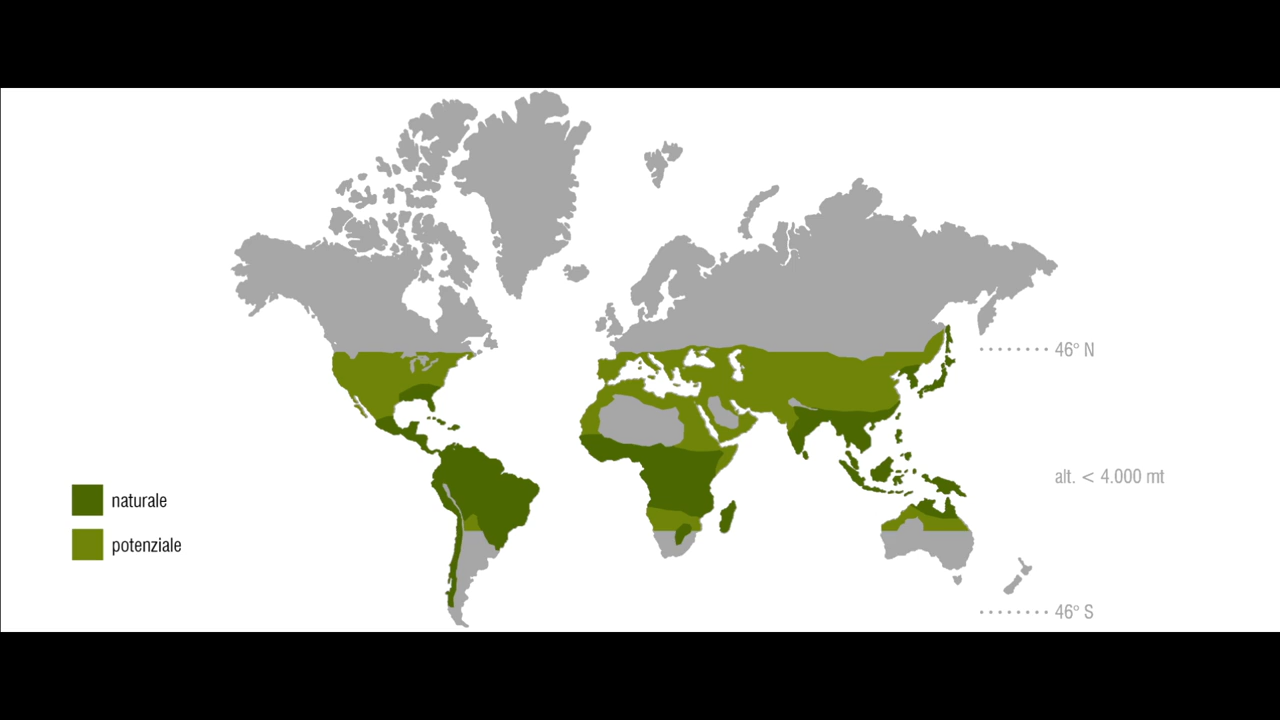 46° N
alt. < 4.000 mt
naturale
potenziale
46° S